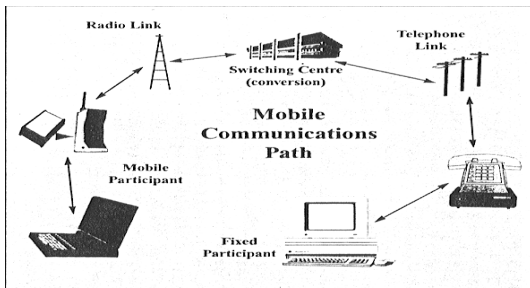 Radio Link
Telephone
Link
Switching Centre
(conversion)
Mobile
Communications
Path
Mobile
Participant
Fixed
Participant